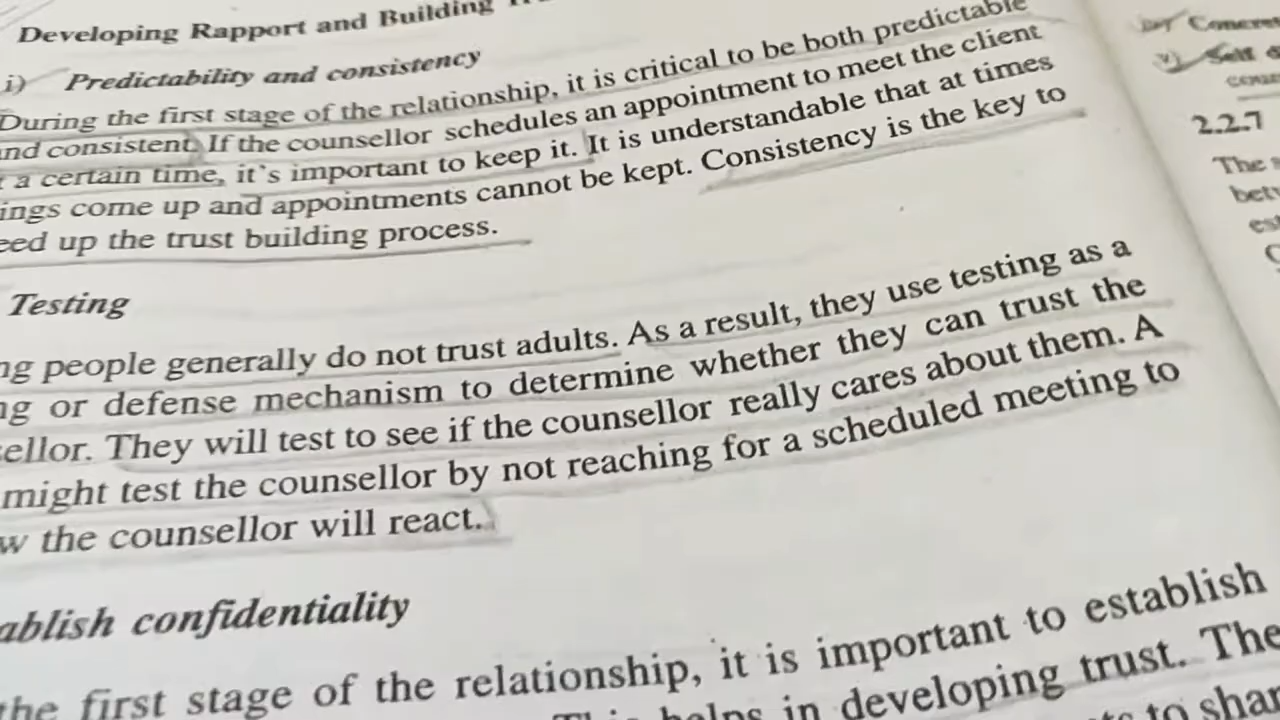 Developing Rapport and Building
i) Predictability and consistency
During the first stage of the relationship, it is critical to be both predictable
nd consistent. If the counsellor schedules an appointment to meet the client
a certain time, it's important to keep it. It is understandable that at times
ings come up and appointments cannot be kept. Consistency is the key to
eed up the trust building process.
Testing
ng people generally do not trust adults. As a result, they use testing as a
ng or defense mechanism to determine whether they can trust the
ellor. They will test to see if the counsellor really cares about them. A
might test the counsellor by not reaching for a scheduled meeting to
w the counsellor will react.
ablish confidentiality
the first stage of the relationship, it is important to establish
helps in developing trust. The
to shar
v) Self
2.2.7
The